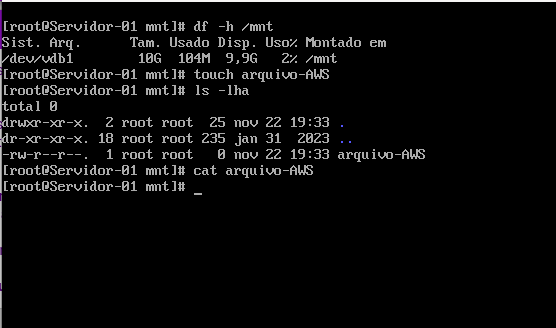 [root@Servidor-01 mnt]# df -h /mnt
Sist. Arq.      Tam. Usado Disp. Uso% Montado em
/dev/vdb1        10G  104M  9,9G   2% /mnt
[root@Servidor-01 mnt]# touch arquivo-AWS
[root@Servidor-01 mnt]# ls -lha
total 0
drwxr-xr-x.  2 root root  25 nov 22 19:33 .
dr-xr-xr-x. 18 root root 235 jan 31  2023 ..
-rw-r--r--.  1 root root   0 nov 22 19:33 arquivo-AWS
[root@Servidor-01 mnt]# cat arquivo-AWS
[root@Servidor-01 mnt]# _